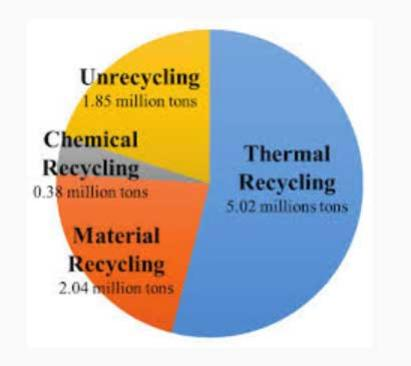 Unrecycling
1.85 million tons
Chemical
Recycling
0.38 million tons
Thermal
Recycling
5.02 millions tons
Material
Recycling
2.04 million tons